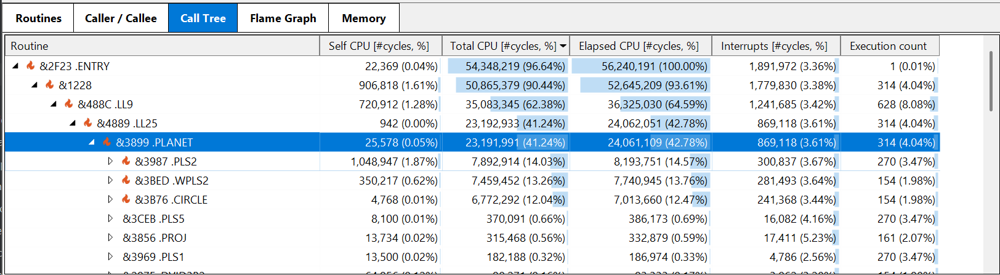 Routines Caller / Callee Call Tree Flame Graph Memory
Routine Self CPU [#cycles, %] Total CPU [#cycles, %] Elapsed CPU [#cycles, %] Interrupts [#cycles, %] Execution count
&2F23 .ENTRY 22,369 (0.04%) 54,348,219 (96.64%) 56,240,191 (100.00%) 1,891,972 (3.36%) 1 (0.01%)
&1228 906,818 (1.61%) 50,865,379 (90.44%) 52,645,209 (93.61%) 1,779,830 (3.38%) 314 (4.04%)
&488C .LL9 720,912 (1.28%) 35,083,345 (62.38%) 36,325,030 (64.59%) 1,241,685 (3.42%) 628 (8.08%)
&4889 .LL25 942 (0.00%) 23,192,933 (41.24%) 24,062,051 (42.78%) 869,118 (3.61%) 314 (4.04%)
&3899 .PLANET 25,578 (0.05%) 23,191,991 (41.24%) 24,061,109 (42.78%) 869,118 (3.61%) 314 (4.04%)
&3987 .PLS2 1,048,947 (1.87%) 7,892,914 (14.03%) 8,193,751 (14.57%) 300,837 (3.67%) 270 (3.47%)
&3BED .WPLS2 350,217 (0.62%) 7,459,452 (13.26%) 7,740,945 (13.76%) 281,493 (3.64%) 154 (1.98%)
&3B76 .CIRCLE 4,768 (0.01%) 6,772,292 (12.04%) 7,013,660 (12.47%) 241,368 (3.44%) 154 (1.98%)
&3CEB .PLS5 8,100 (0.01%) 370,091 (0.66%) 386,173 (0.69%) 16,082 (4.16%) 270 (3.47%)
&3856 .PROJ 13,734 (0.02%) 315,468 (0.56%) 332,879 (0.59%) 17,411 (5.23%) 161 (2.07%)
&3969 .PLS1 13,500 (0.02%) 182,188 (0.32%) 186,974 (0.33%) 4,786 (2.56%) 270 (3.47%)